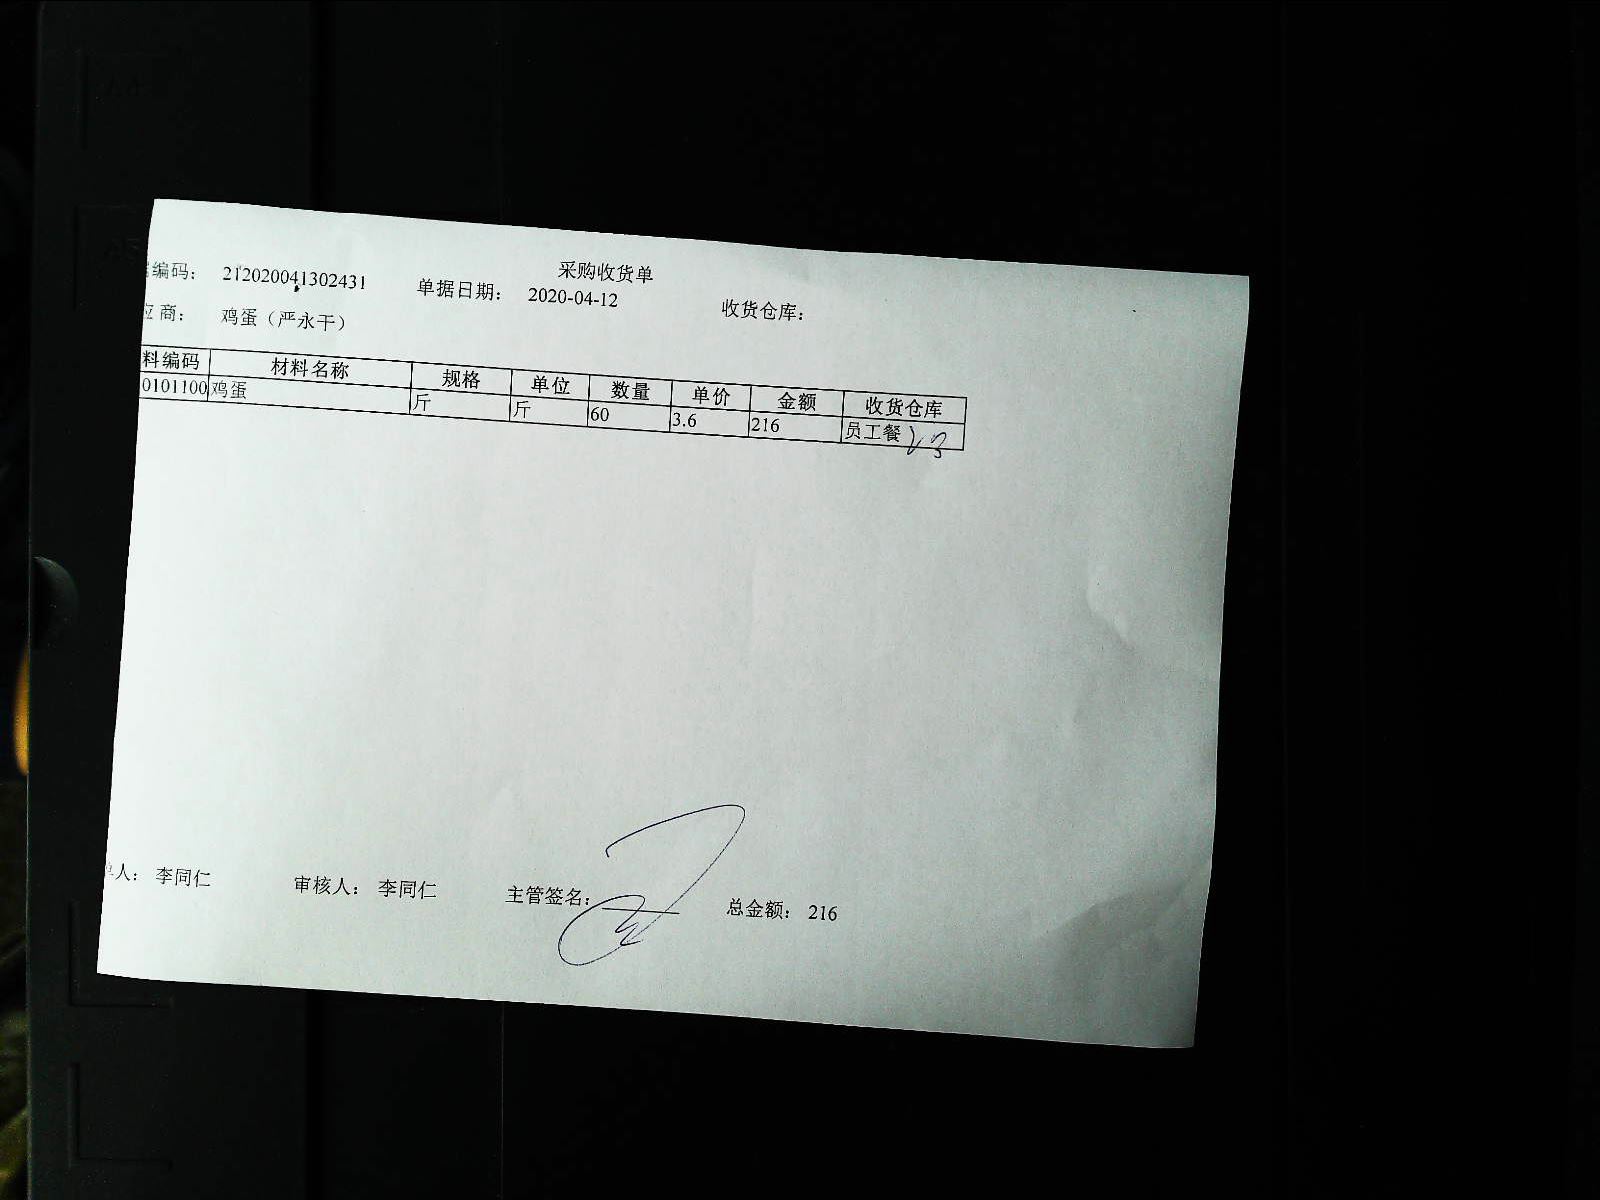 采购收货单
编码： 212020041302431 单据日期： 2020-04-12 收货仓库：
应商： 鸡蛋（严永干）
料编码 材料名称 规格 单位 数量 单价 金额 收货仓库
0101100 鸡蛋 斤 斤 60 3.6 216 员工餐
单人： 李同仁 审核人： 李同仁 主管签名： 总金额： 216